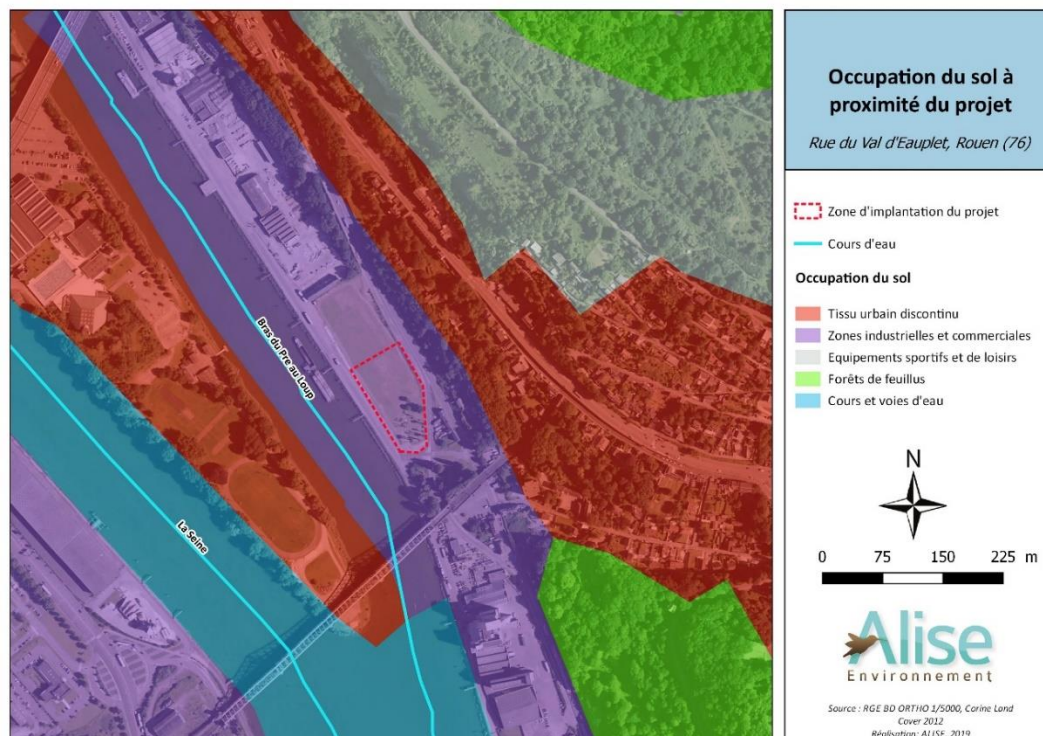 Occupation du sol à
proximité du projet
Rue du Val d'Eauplet, Rouen (76)
Zone d'implantation du projet
Cours d'eau
Occupation du sol
Tissu urbain discontinu
Zones industrielles et commerciales
Equipements sportifs et de loisirs
Forêts de feuillus
Cours et voies d'eau
Bras du Pre au Loup
La Seine
N
0 75 150 225 m
Alise
Environnement
Source : RGE BD ORTHO 1/5000, Corine Land
Cover 2012
Réalisation: ALISE, 2019